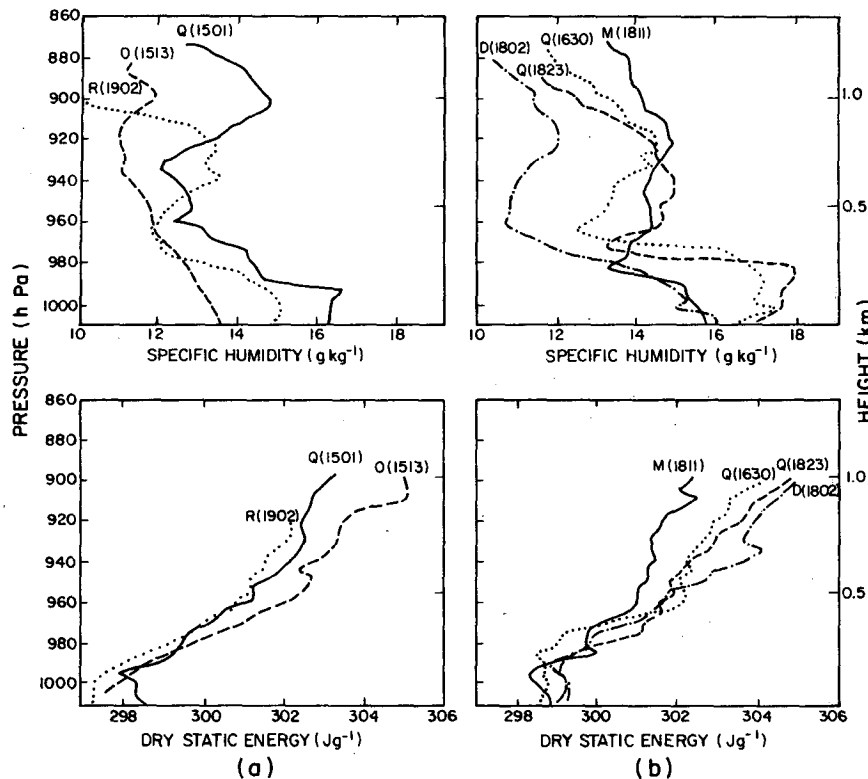 860
880
900
920
940
960
980
1000
Q(1501)
O(1513)
R(1902)
10 12 14 16 18
SPECIFIC HUMIDITY (g kg-1)
Q(1630)
M(1811)
D(1802)
Q(1823)
1.0
0.5
10 12 14 16 18
SPECIFIC HUMIDITY (g kg-1)
PRESSURE (h Pa)
HEIGHT (km)
860
880
900
920
940
960
980
1000
Q(1501)
O(1513)
R(1902)
298 300 302 304 306
DRY STATIC ENERGY (Jg-1)
(a)
M(1811)
Q(1630)
Q(1823)
D(1802)
1.0
0.5
298 300 302 304 306
DRY STATIC ENERGY (Jg-1)
(b)